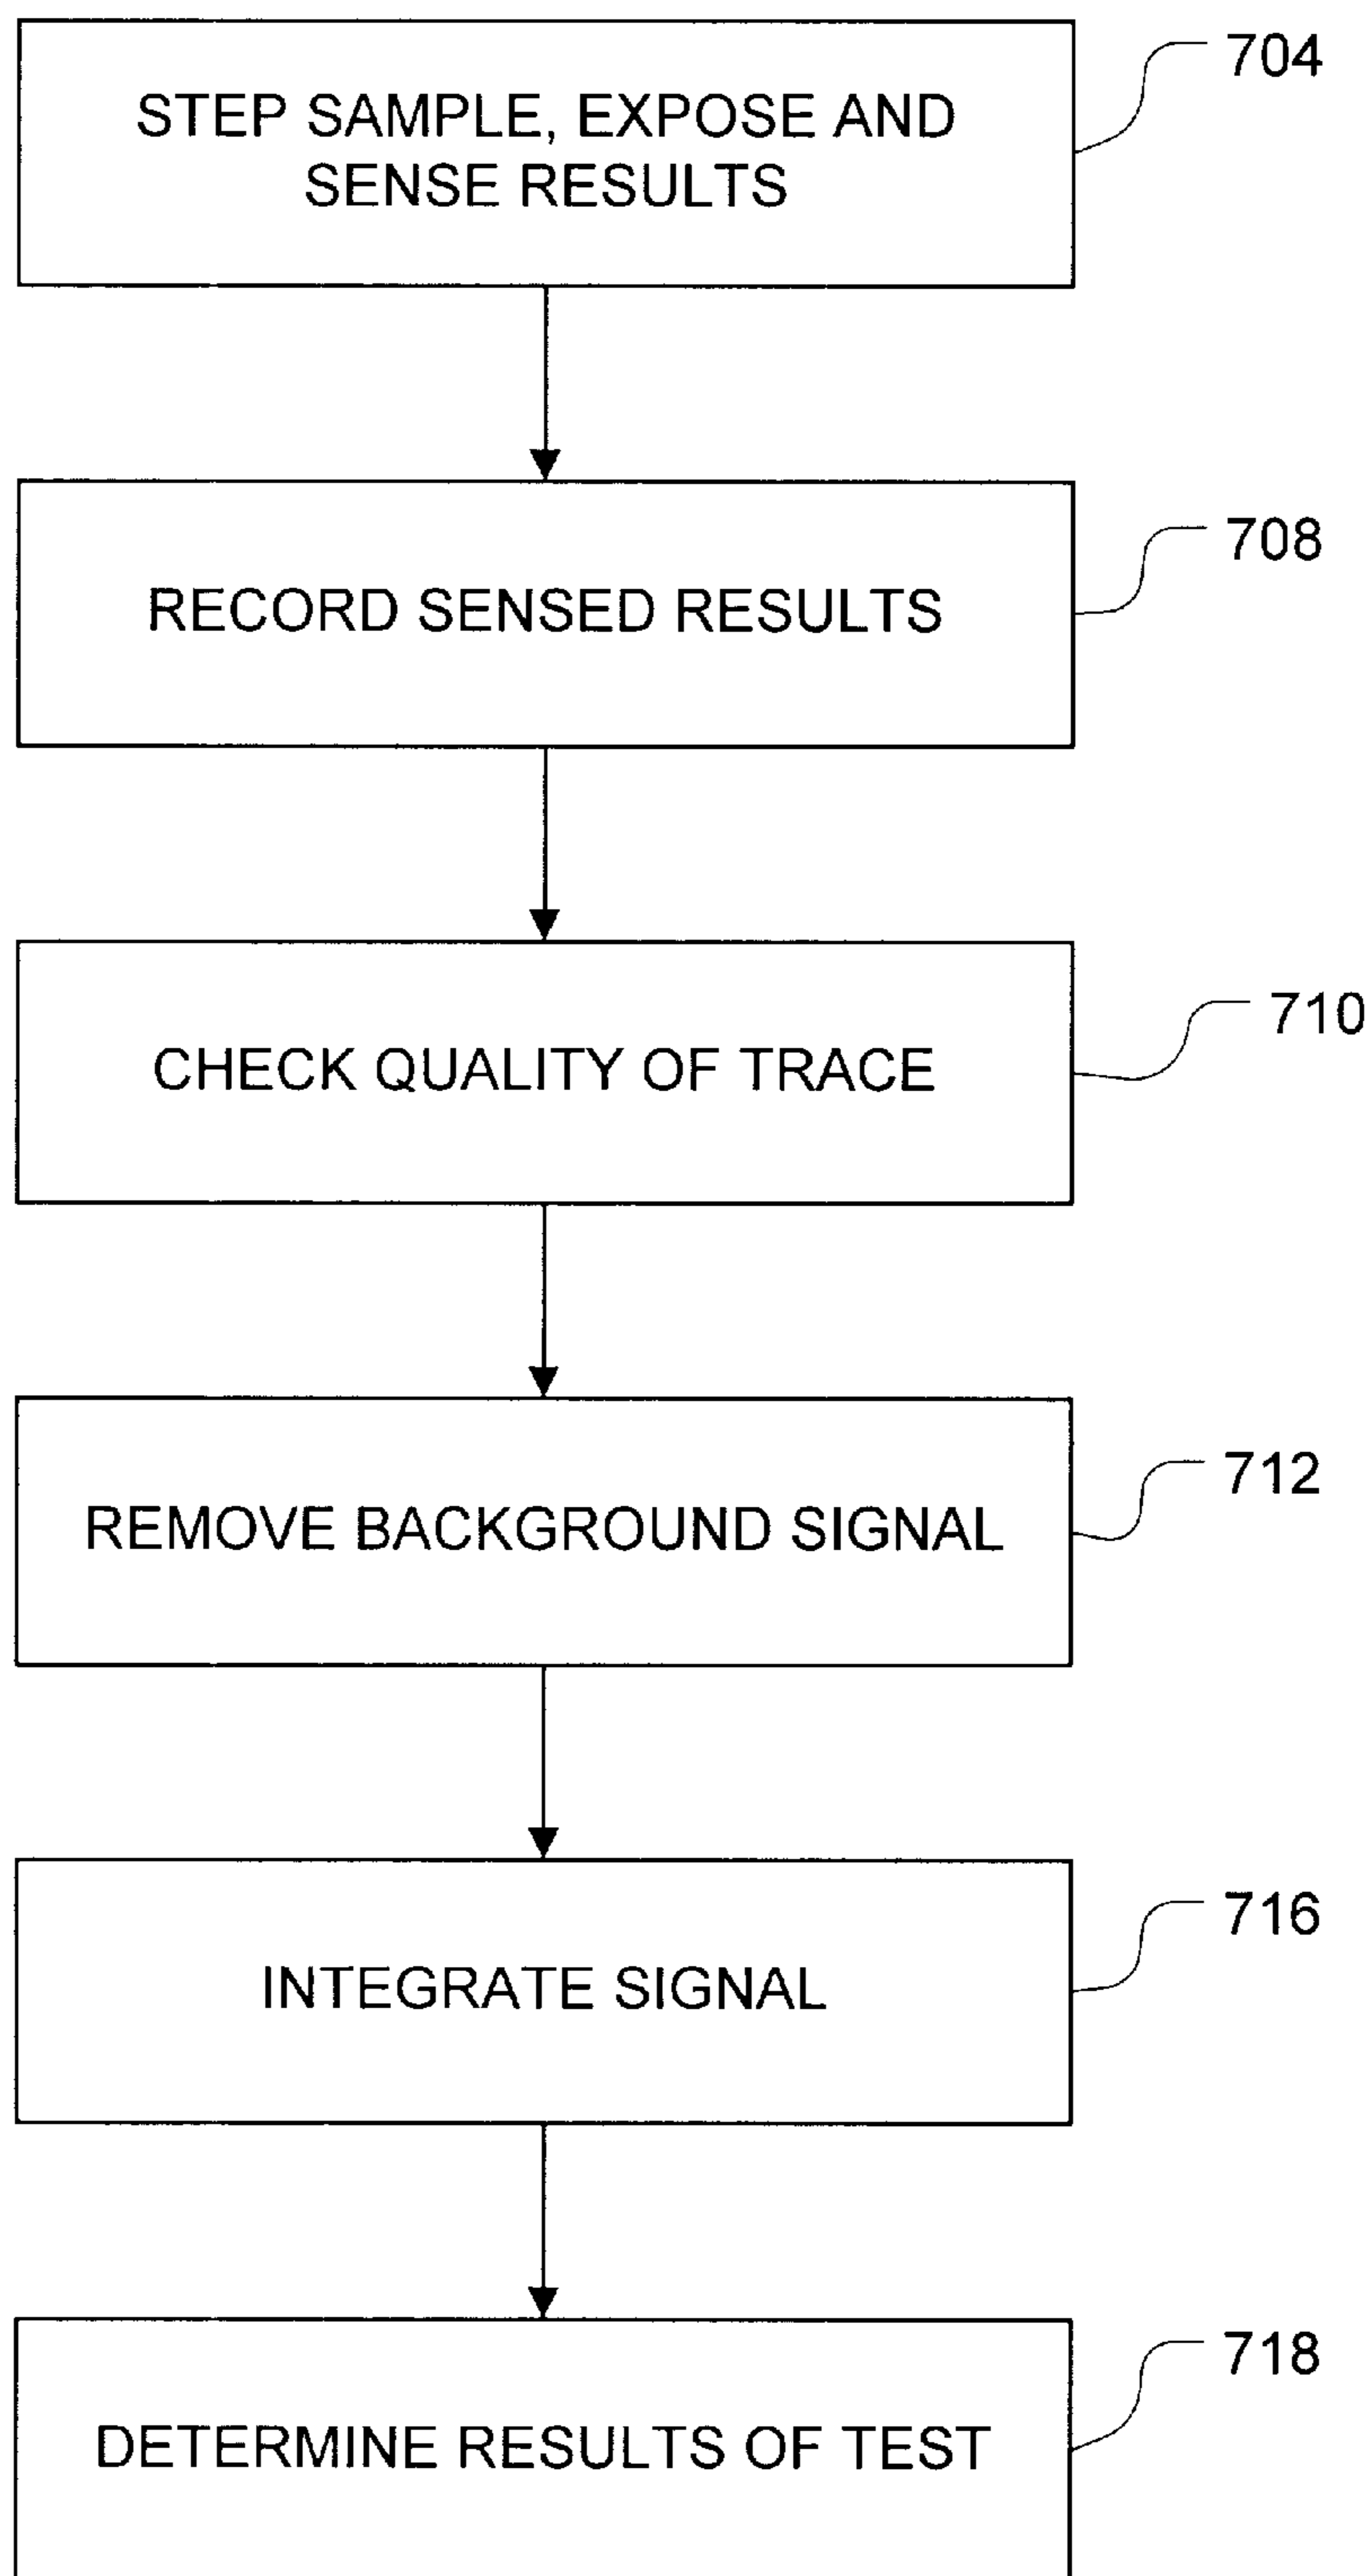 704
STEP SAMPLE, EXPOSE AND
SENSE RESULTS
708
RECORD SENSED RESULTS
710
CHECK QUALITY OF TRACE
712
REMOVE BACKGROUND SIGNAL
716
INTEGRATE SIGNAL
718
DETERMINE RESULTS OF TEST